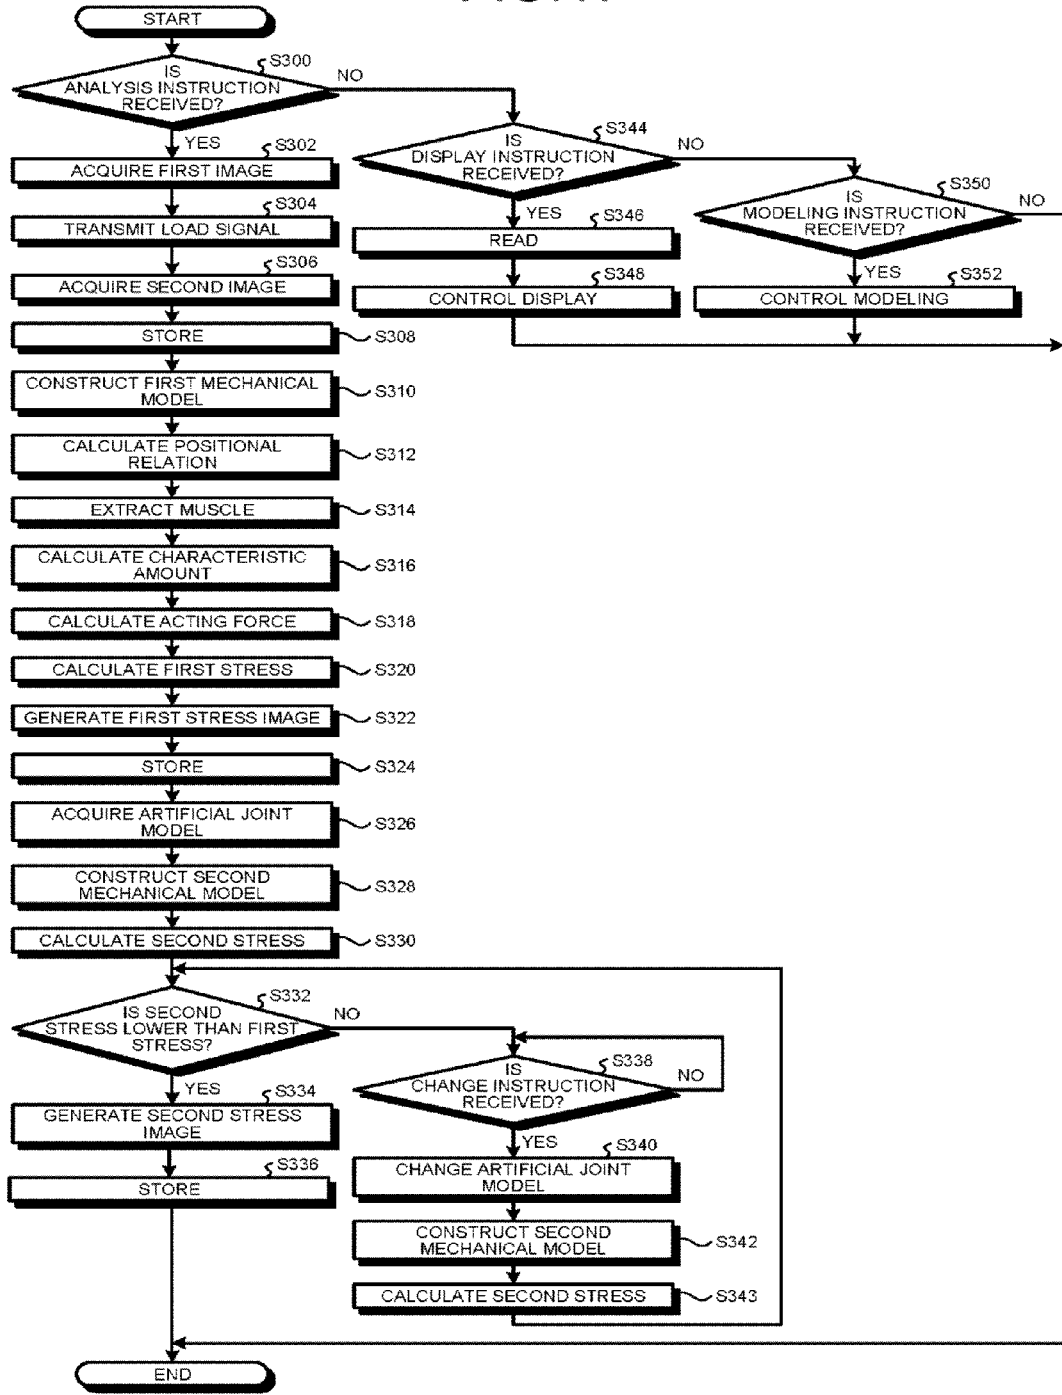 START
S300
IS
ANALYSIS INSTRUCTION
RECEIVED?
NO
YES
S302
ACQUIRE FIRST IMAGE
S304
TRANSMIT LOAD SIGNAL
S306
ACQUIRE SECOND IMAGE
STORE
S308
CONSTRUCT FIRST MECHANICAL
MODEL
S310
CALCULATE POSITIONAL
RELATION
S312
EXTRACT MUSCLE
S314
CALCULATE CHARACTERISTIC
AMOUNT
S316
CALCULATE ACTING FORCE
S318
CALCULATE FIRST STRESS
S320
GENERATE FIRST STRESS IMAGE
S322
STORE
S324
ACQUIRE ARTIFICIAL JOINT
MODEL
S326
CONSTRUCT SECOND
MECHANICAL MODEL
S328
CALCULATE SECOND STRESS
S330
S332
IS SECOND
STRESS LOWER THAN FIRST
STRESS?
NO
YES
S334
GENERATE SECOND STRESS
IMAGE
S336
STORE
S338
IS
CHANGE INSTRUCTION
RECEIVED?
NO
YES
S340
CHANGE ARTIFICIAL JOINT
MODEL
CONSTRUCT SECOND
MECHANICAL MODEL
S342
CALCULATE SECOND STRESS
S343
S344
IS
DISPLAY INSTRUCTION
RECEIVED?
NO
YES
S346
READ
S348
CONTROL DISPLAY
S350
IS
MODELING INSTRUCTION
RECEIVED?
NO
YES
S352
CONTROL MODELING
END